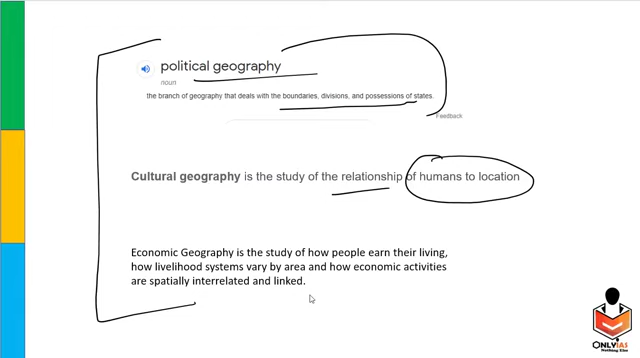 political geography
noun
the branch of geography that deals with the boundaries, divisions, and possessions of states.
Feedback
Cultural geography is the study of the relationship of humans to location
Economic Geography is the study of how people earn their living,
how livelihood systems vary by area and how economic activities
are spatially interrelated and linked.
ONLYIAS
Nothing Else